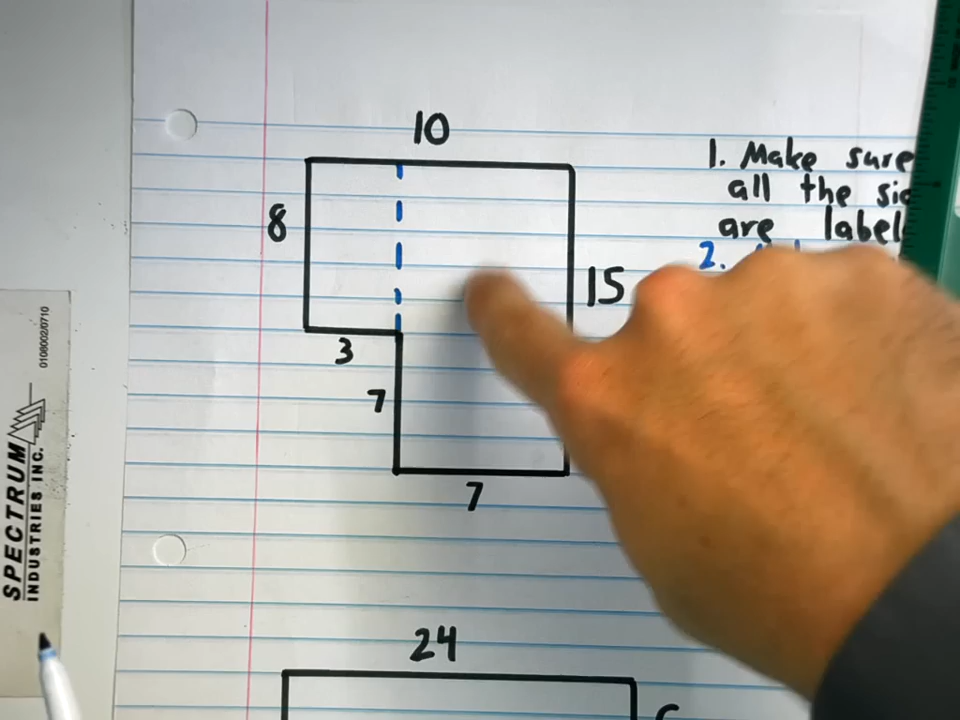 10
1. Make sure
all the
are
8
2.
15
3
7
7
24
0108002/0710
SPECTRUM
INDUSTRIES INC.